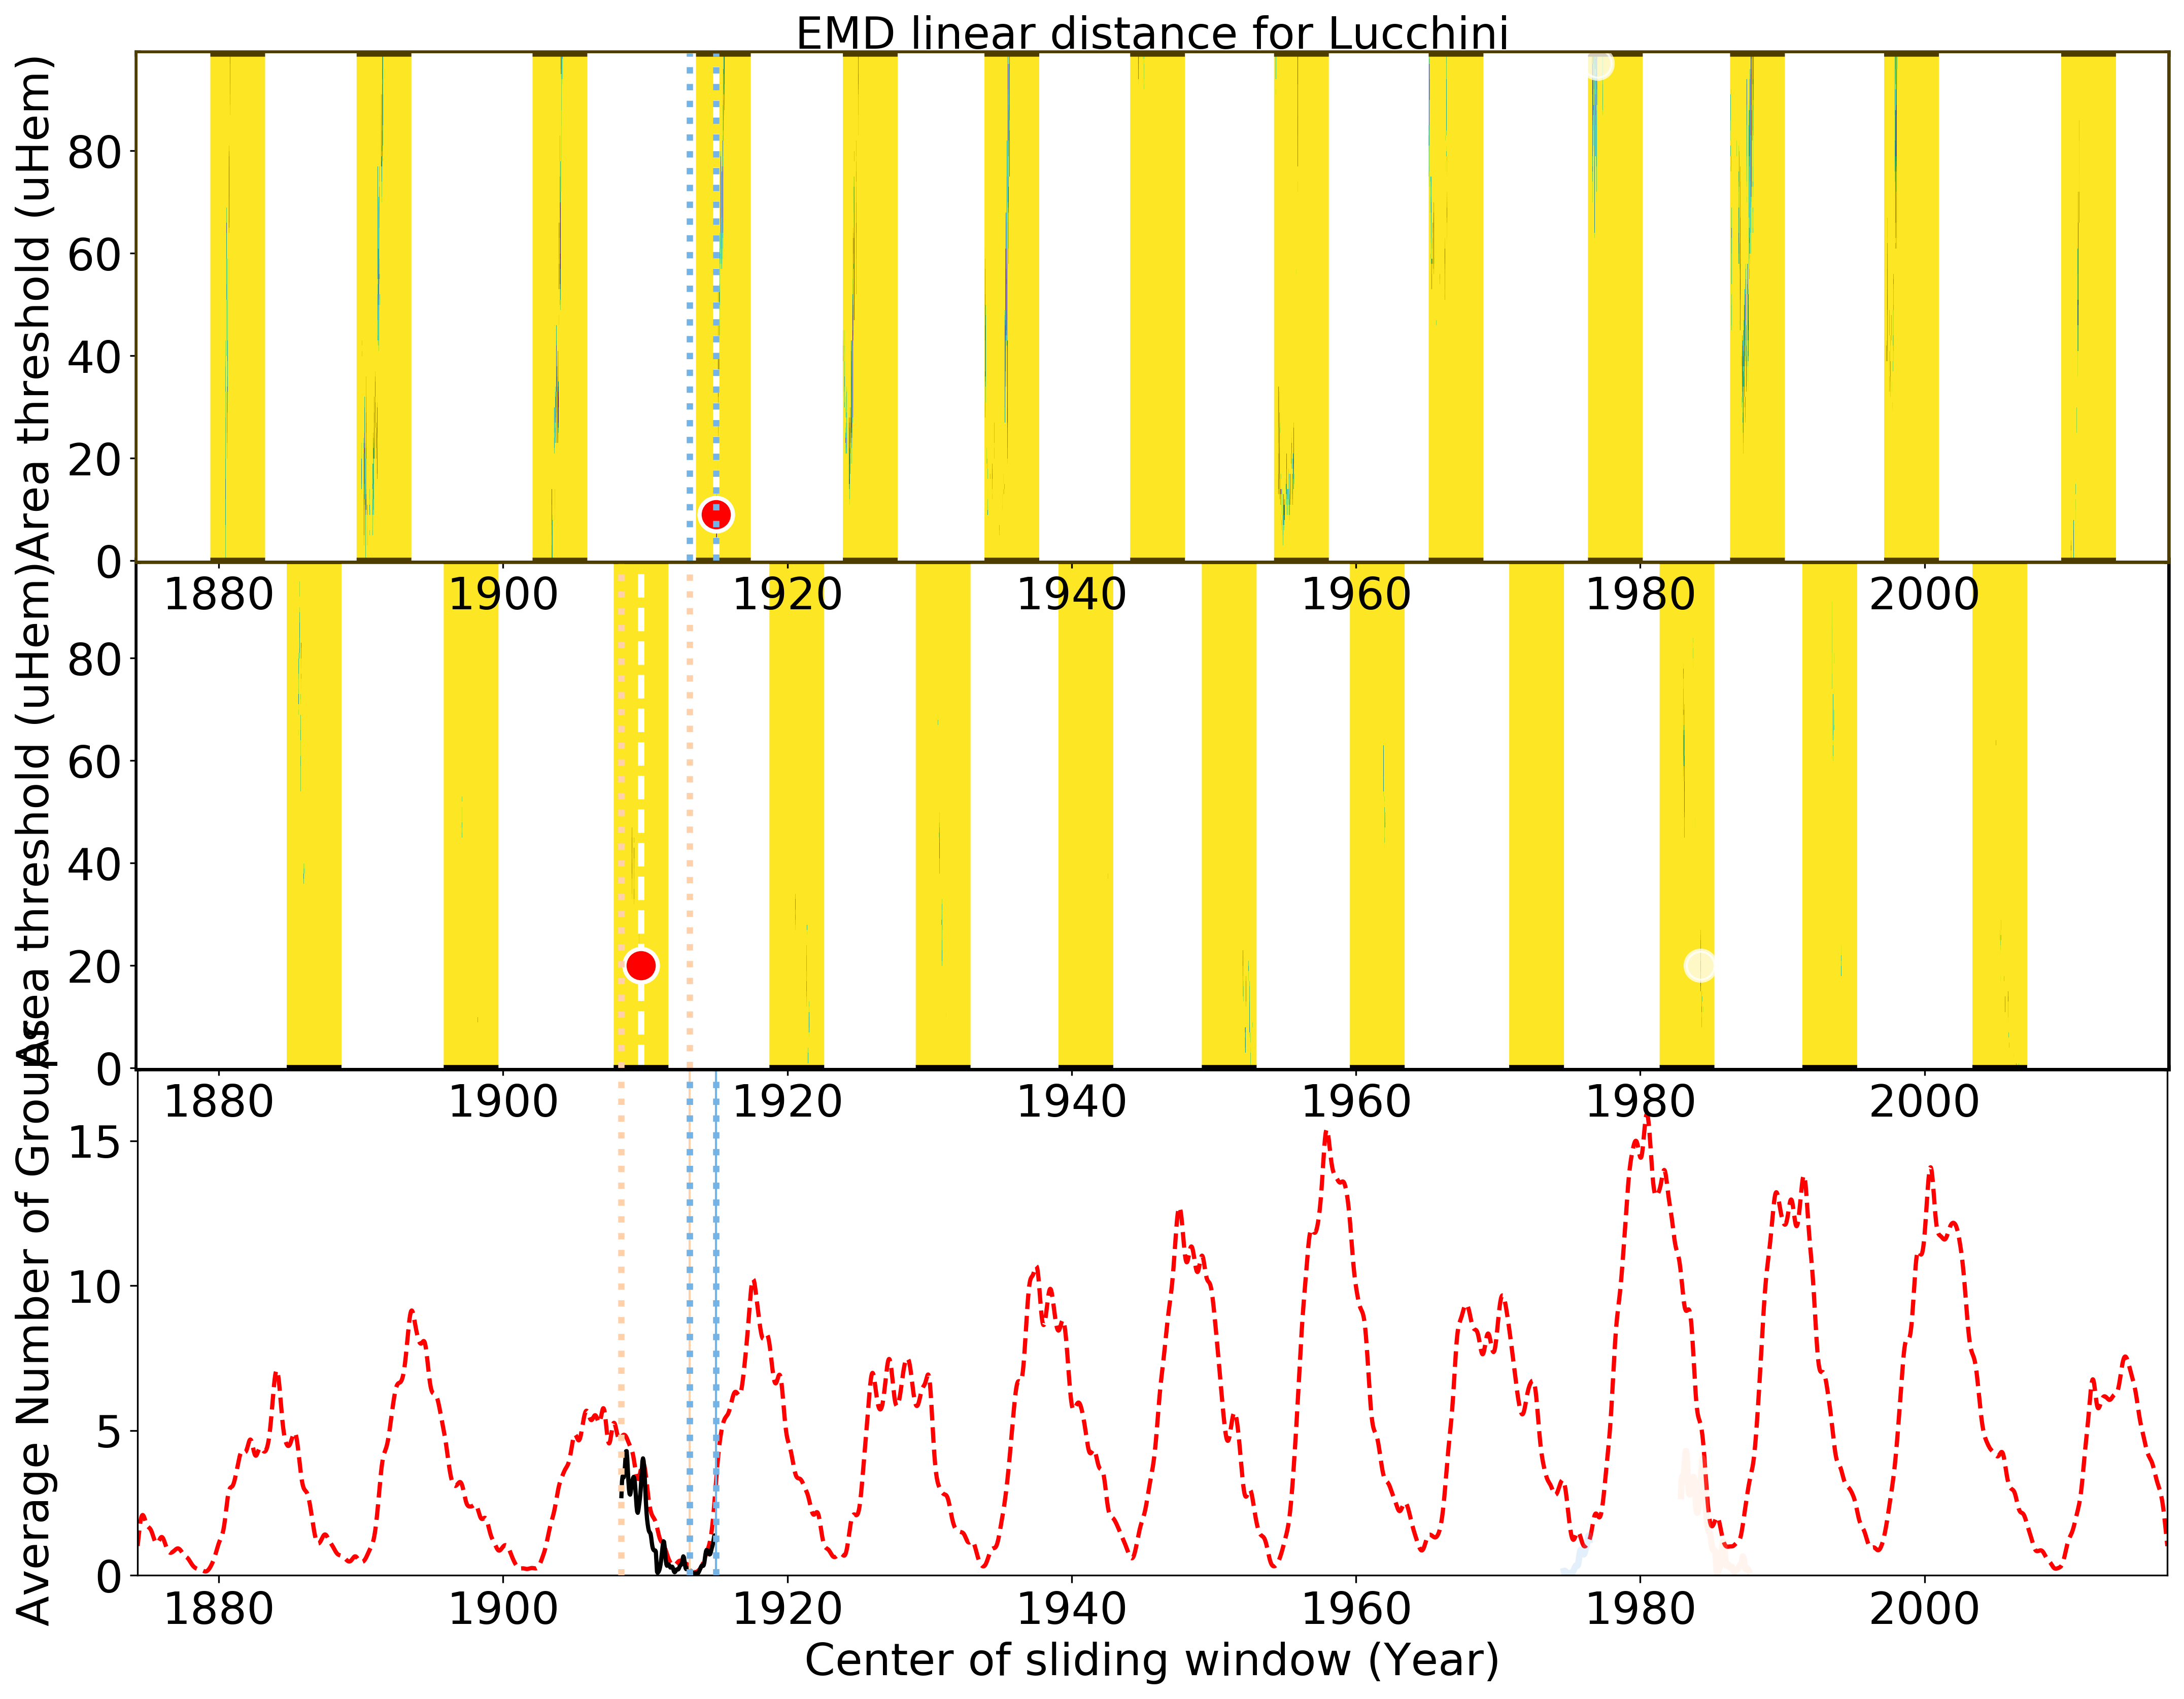 EMD linear distance for Lucchini
Area threshold (uHem)
80
60
40
20
0
1880 1900 1920 1940 1960 1980 2000
Area threshold (uHem)
80
60
40
20
0
1880 1900 1920 1940 1960 1980 2000
Average Number of Groups
15
10
5
0
1880 1900 1920 1940 1960 1980 2000
Center of sliding window (Year)